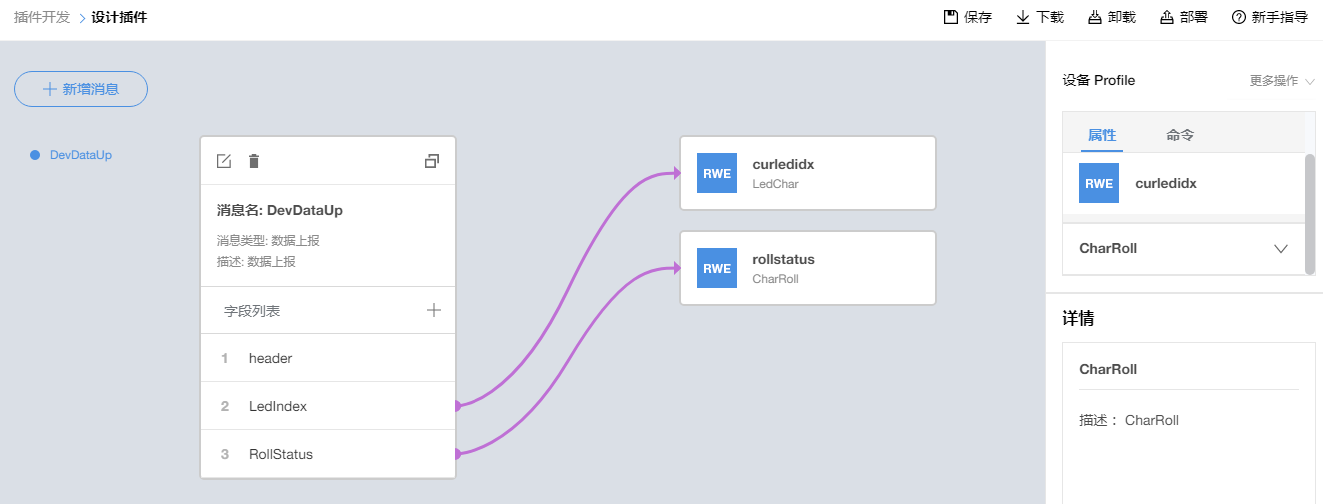 插件开发 设计插件
保存 下载 卸载 部署 新手指导
新增消息
DevDataUp
消息名: DevDataUp
消息类型: 数据上报
描述: 数据上报
字段列表
1 header
2 LedIndex
3 RollStatus
RWE curledidx
LedChar
RWE rollstatus
CharRoll
设备 Profile 更多操作
属性 命令
RWE curledidx
CharRoll
详情
CharRoll
描述： CharRoll